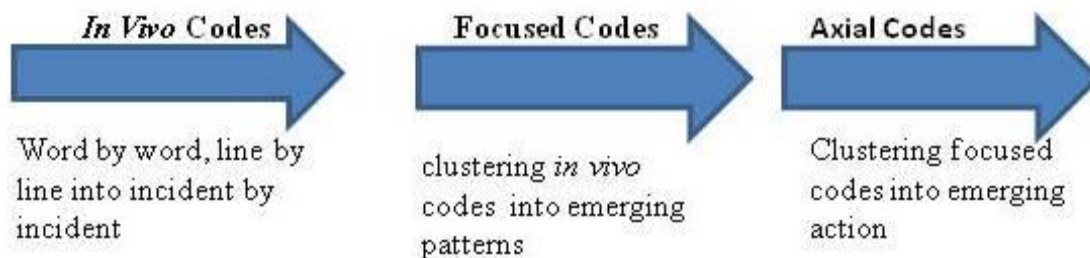 In Vivo Codes
Word by word, line by
line into incident by
incident
Focused Codes
clustering in vivo
codes into emerging
patterns
Axial Codes
Clustering focused
codes into emerging
action